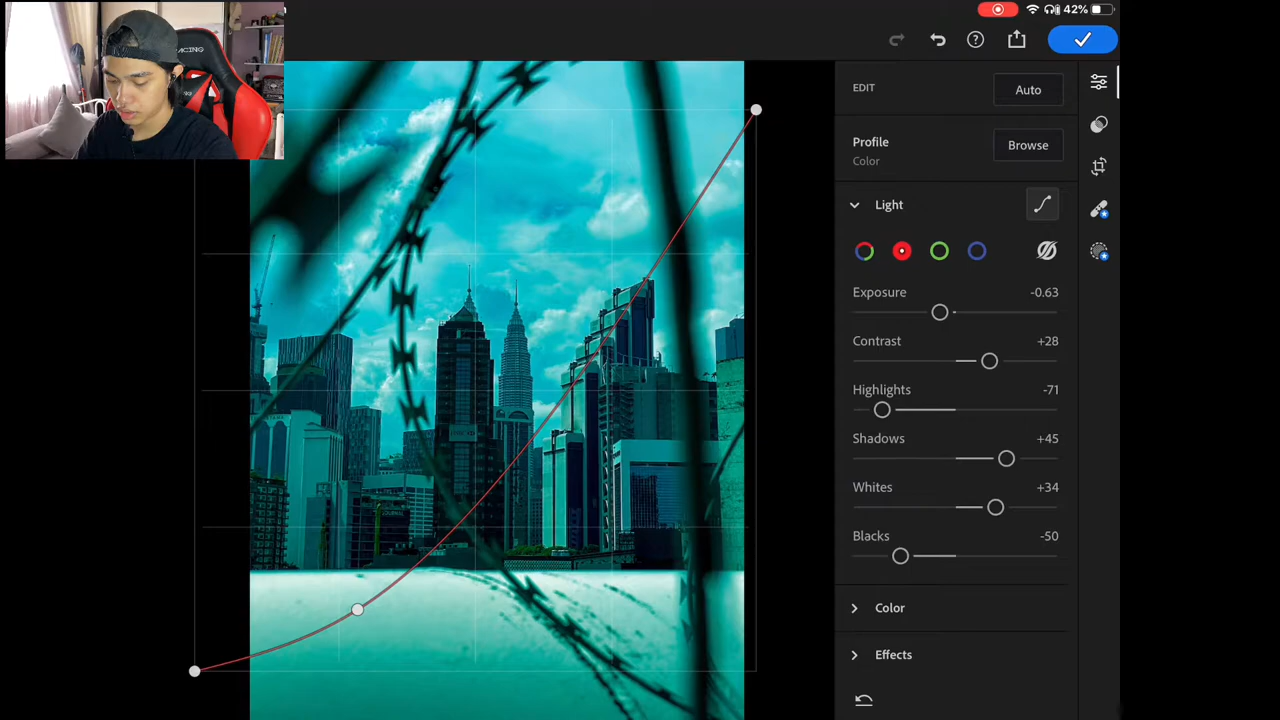 42%
EDIT
Auto
Profile
Color
Browse
Light
Exposure -0.63
Contrast +28
Highlights -71
Shadows +45
Whites +34
Blacks -50
Color
Effects